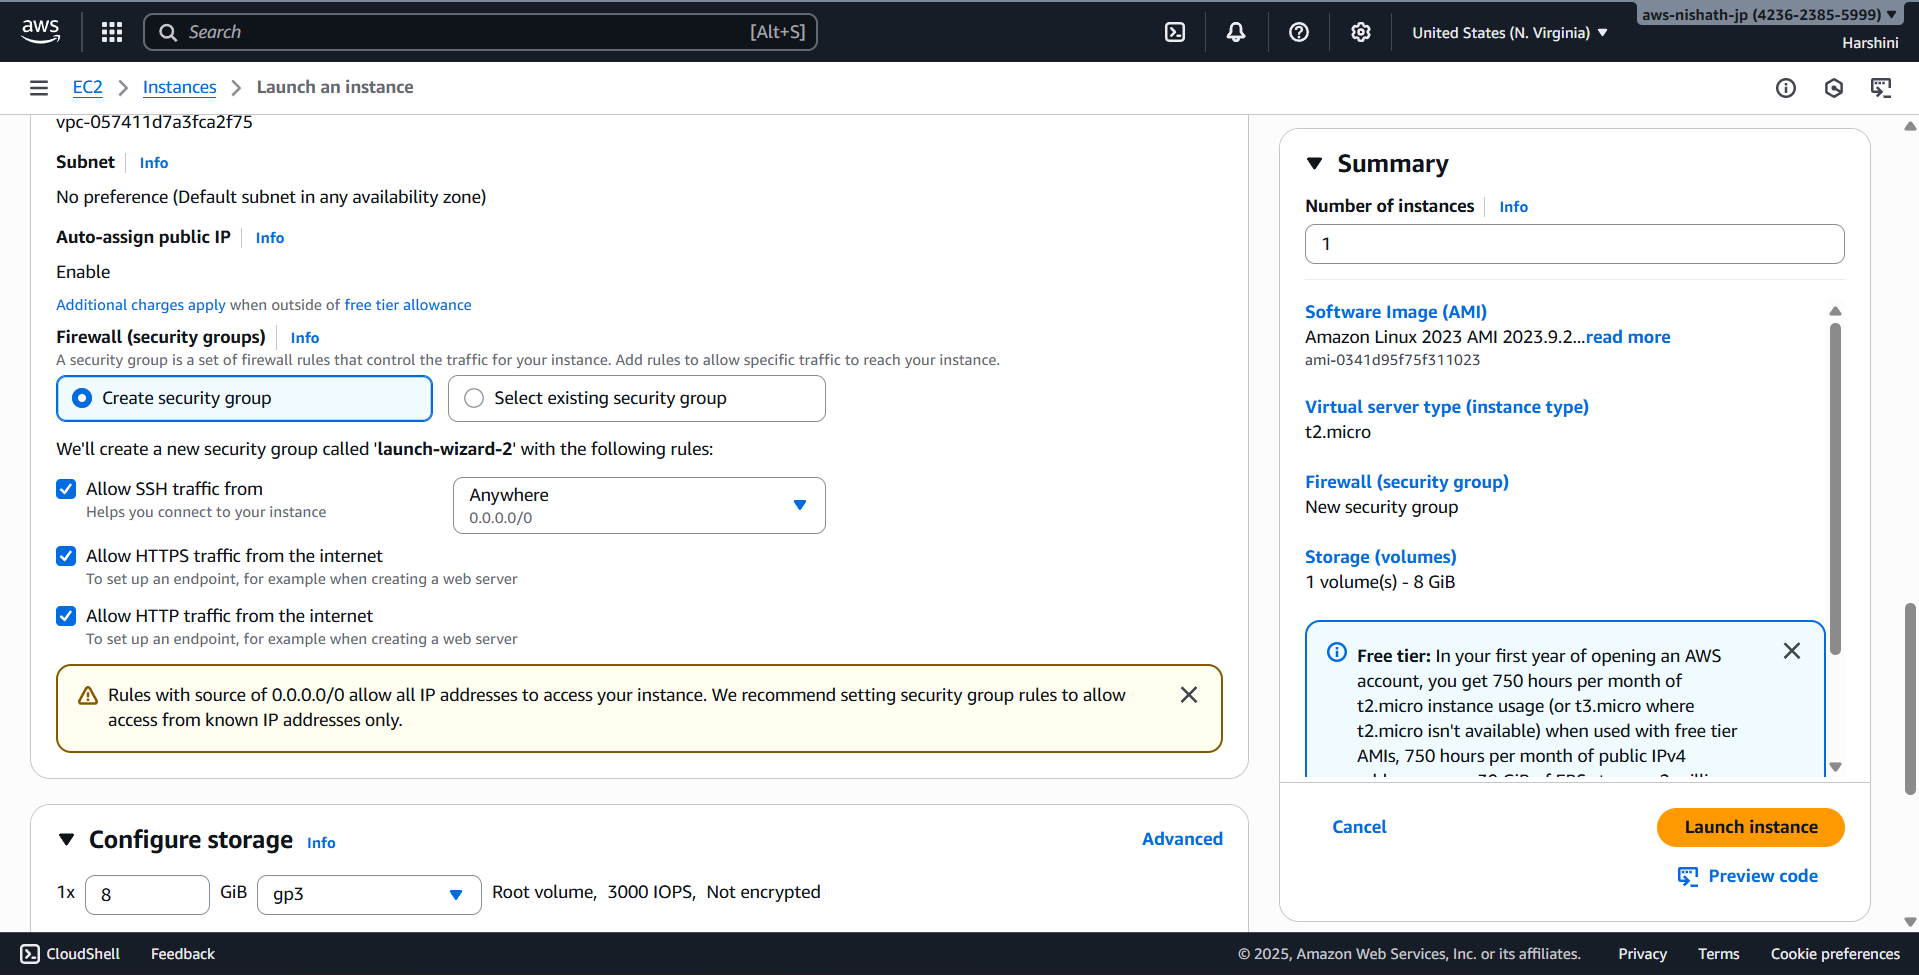 aws
Search
[Alt+S]
United States (N. Virginia)
aws-nishath-jp (4236-2385-5999)
Harshini
EC2
Instances
Launch an instance
vpc-057411d7a3fca2f75
Subnet
Info
No preference (Default subnet in any availability zone)
Auto-assign public IP
Info
Enable
Additional charges apply when outside of free tier allowance
Firewall (security groups)
Info
A security group is a set of firewall rules that control the traffic for your instance. Add rules to allow specific traffic to reach your instance.
Create security group
Select existing security group
We'll create a new security group called 'launch-wizard-2' with the following rules:
Allow SSH traffic from
Helps you connect to your instance
Anywhere
0.0.0.0/0
Allow HTTPS traffic from the internet
To set up an endpoint, for example when creating a web server
Allow HTTP traffic from the internet
To set up an endpoint, for example when creating a web server
Rules with source of 0.0.0.0/0 allow all IP addresses to access your instance. We recommend setting security group rules to allow
access from known IP addresses only.
Configure storage
Info
Advanced
1x
8
GiB
gp3
Root volume, 3000 IOPS, Not encrypted
Summary
Number of instances
Info
1
Software Image (AMI)
Amazon Linux 2023 AMI 2023.9.2...read more
ami-0341d95f75f311023
Virtual server type (instance type)
t2.micro
Firewall (security group)
New security group
Storage (volumes)
1 volume(s) - 8 GiB
Free tier: In your first year of opening an AWS
account, you get 750 hours per month of
t2.micro instance usage (or t3.micro where
t2.micro isn't available) when used with free tier
AMIs, 750 hours per month of public IPv4
Cancel
Launch instance
Preview code
CloudShell
Feedback
© 2025, Amazon Web Services, Inc. or its affiliates.
Privacy
Terms
Cookie preferences